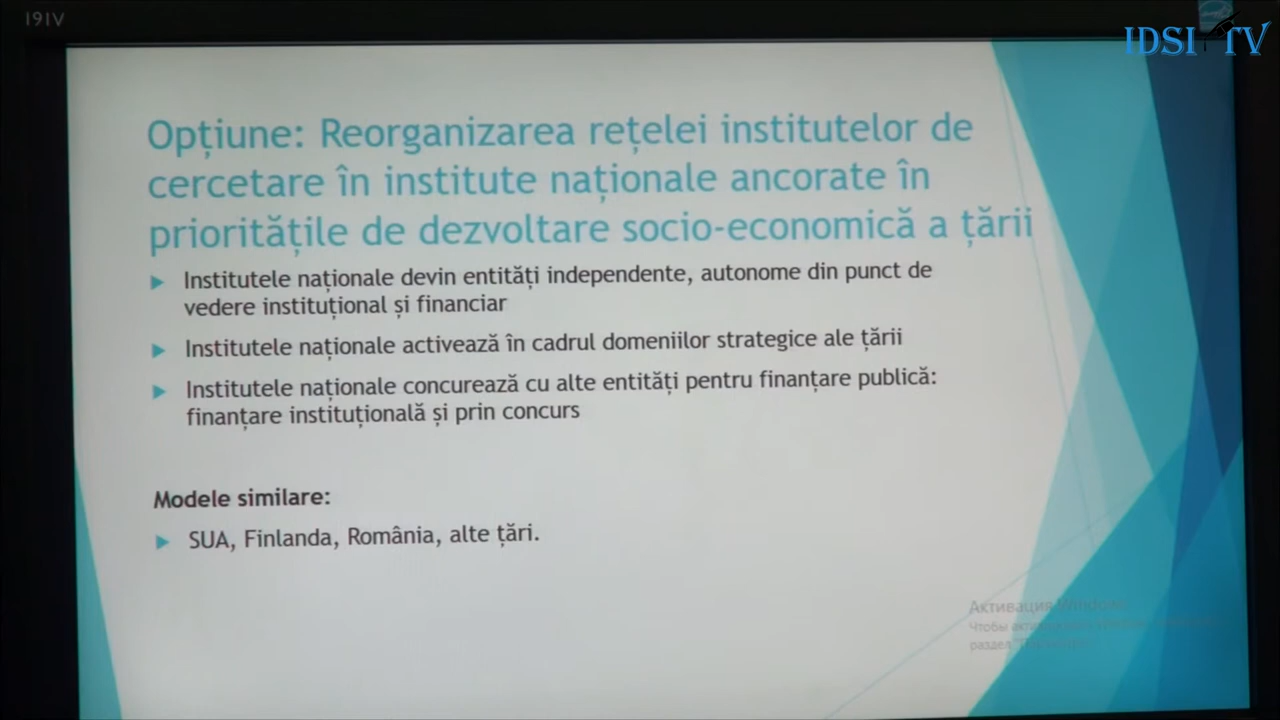 191V
IDSI TV
Opțiune: Reorganizarea rețelei institutelor de
cercetare în institute naționale ancorate în
prioritățile de dezvoltare socio-economică a țării
Institutele naționale devin entități independente, autonome din punct de
vedere instituțional și financiar
Institutele naționale activează în cadrul domeniilor strategice ale țării
Institutele naționale concurează cu alte entități pentru finanțare publică:
finanțare instituțională și prin concurs
Modele similare:
SUA, Finlanda, România, alte țări.
Активация Windows
Чтобы
раздел